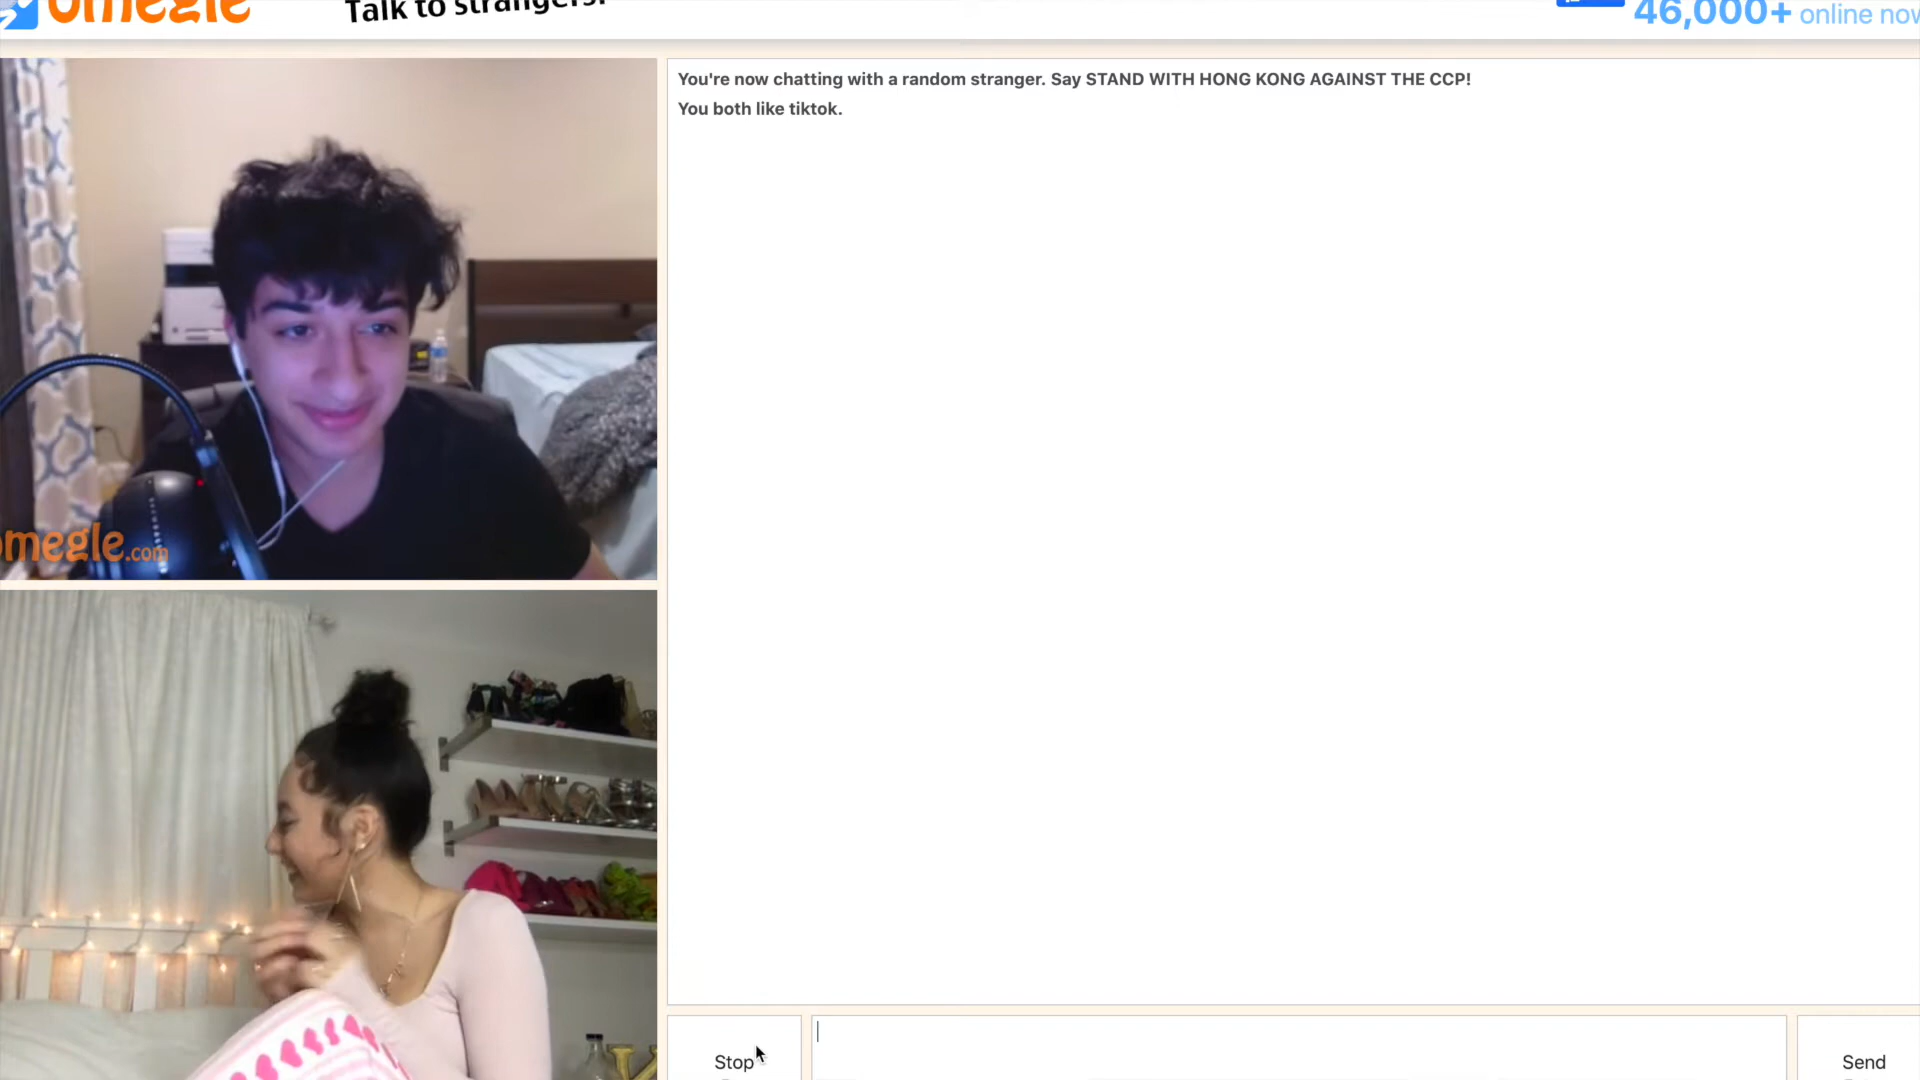 omegle
Talk to strangers!
46,000+ online now
You're now chatting with a random stranger. Say STAND WITH HONG KONG AGAINST THE CCP!
You both like tiktok.
omegle.com
Stop
Send